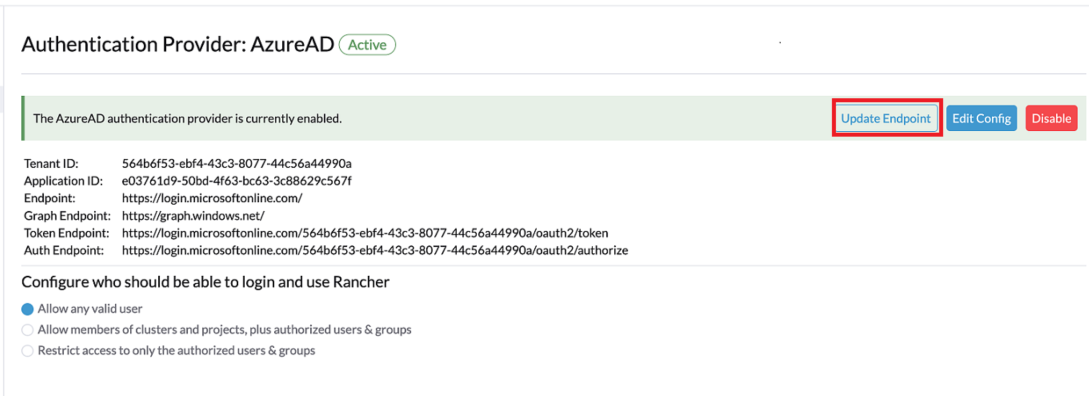 Authentication Provider: AzureAD Active
The AzureAD authentication provider is currently enabled. Update Endpoint Edit Config Disable
Tenant ID: 564b6f53-ebf4-43c3-8077-44c56a44990a
Application ID: e03761d9-50bd-4f63-bc63-3c88629c567f
Endpoint: https://login.microsoftonline.com/
Graph Endpoint: https://graph.windows.net/
Token Endpoint: https://login.microsoftonline.com/564b6f53-ebf4-43c3-8077-44c56a44990a/oauth2/token
Auth Endpoint: https://login.microsoftonline.com/564b6f53-ebf4-43c3-8077-44c56a44990a/oauth2/authorize
Configure who should be able to login and use Rancher
Allow any valid user
Allow members of clusters and projects, plus authorized users & groups
Restrict access to only the authorized users & groups